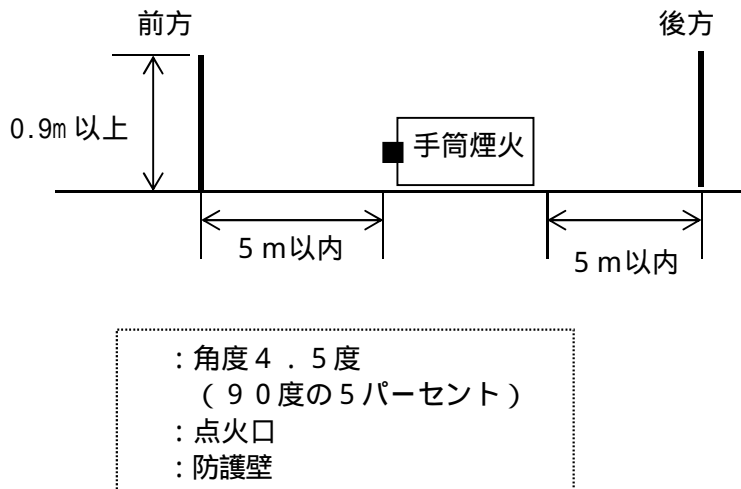 前方
後方
0.9m 以上
手筒煙火
5 m以内
5 m以内
：角度4．5度
（90度の5パーセント）
：点火口
：防護壁